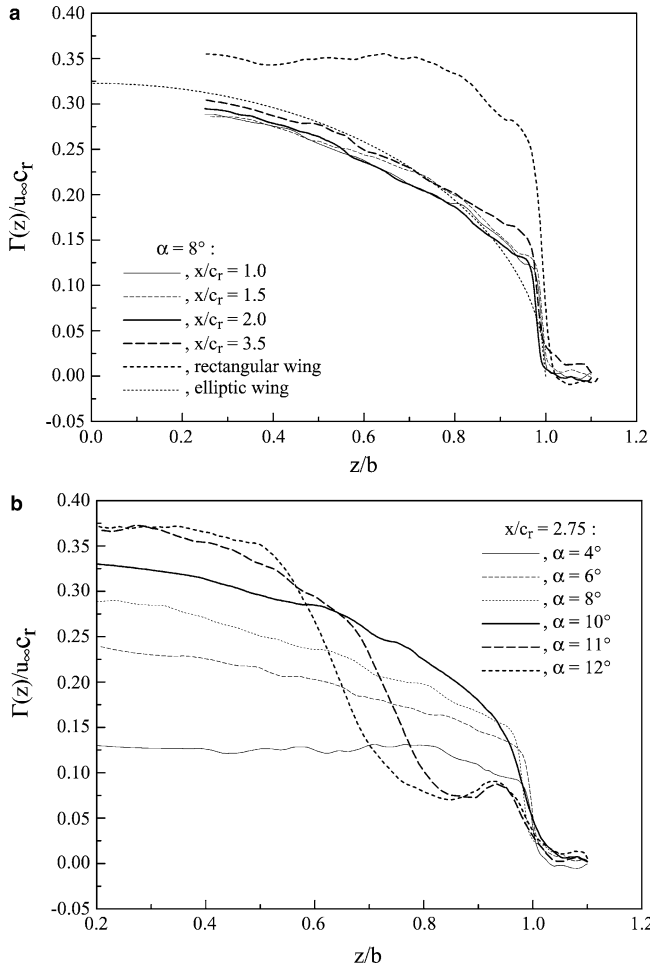 a
0.40
0.35
0.30
0.25
0.20
0.15
0.10
0.05
0.00
-0.05
Γ(z)/u∞cr
α = 8° :
, x/cr = 1.0
, x/cr = 1.5
, x/cr = 2.0
, x/cr = 3.5
, rectangular wing
, elliptic wing
0.0 0.2 0.4 0.6 0.8 1.0 1.2
z/b
b
0.40
0.35
0.30
0.25
0.20
0.15
0.10
0.05
0.00
-0.05
Γ(z)/u∞cr
x/cr = 2.75 :
, α = 4°
, α = 6°
, α = 8°
, α = 10°
, α = 11°
, α = 12°
0.2 0.4 0.6 0.8 1.0 1.2
z/b